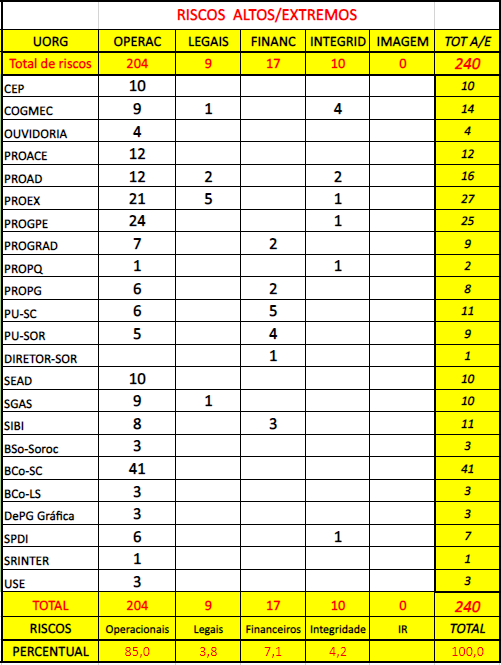 RISCOS ALTOS/EXTREMOS
UORG OPERAC LEGAIS FINANC INTEGRID IMAGEM TOT A/E
Total de riscos 204 9 17 10 0 240
CEP 10 10
COGMEC 9 1 4 14
OUVIDORIA 4 4
PROACE 12 12
PROAD 12 2 2 16
PROEX 21 5 1 27
PROGPE 24 1 25
PROGRAD 7 2 9
PROPQ 1 1 2
PROPG 6 2 8
PU-SC 6 5 11
PU-SOR 5 4 9
DIRETOR-SOR 1 1
SEAD 10 10
SGAS 9 1 10
SIBI 8 3 11
BSo-Soroc 3 3
BCo-SC 41 41
BCo-LS 3 3
DePG Gráfica 3 3
SPDI 6 1 7
SRINTER 1 1
USE 3 3
TOTAL 204 9 17 10 0 240
RISCOS Operacionais Legais Financeiros Integridade IR TOTAL
PERCENTUAL 85,0 3,8 7,1 4,2 100,0